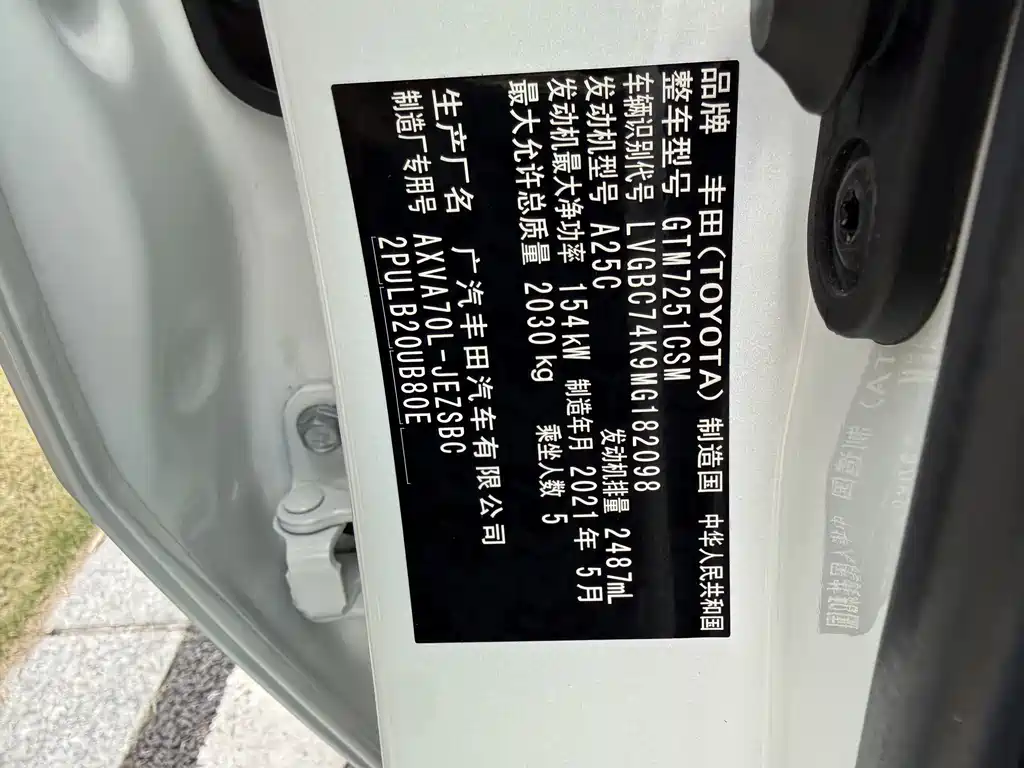 品牌 丰田(TOYOTA) 制造国 中华人民共和国
整车型号 GTM7251CSM
车辆识别代号 LVGBC74K9MG182098
发动机型号 A25C 发动机排量 2487mL
发动机最大净功率 154kW 制造年月 2021年 5月
最大允许总质量 2030kg 乘坐人数 5
生产厂名 广汽丰田汽车有限公司
制造厂专用号 AXVA70L-JEZSBC
2PULB20UB80E